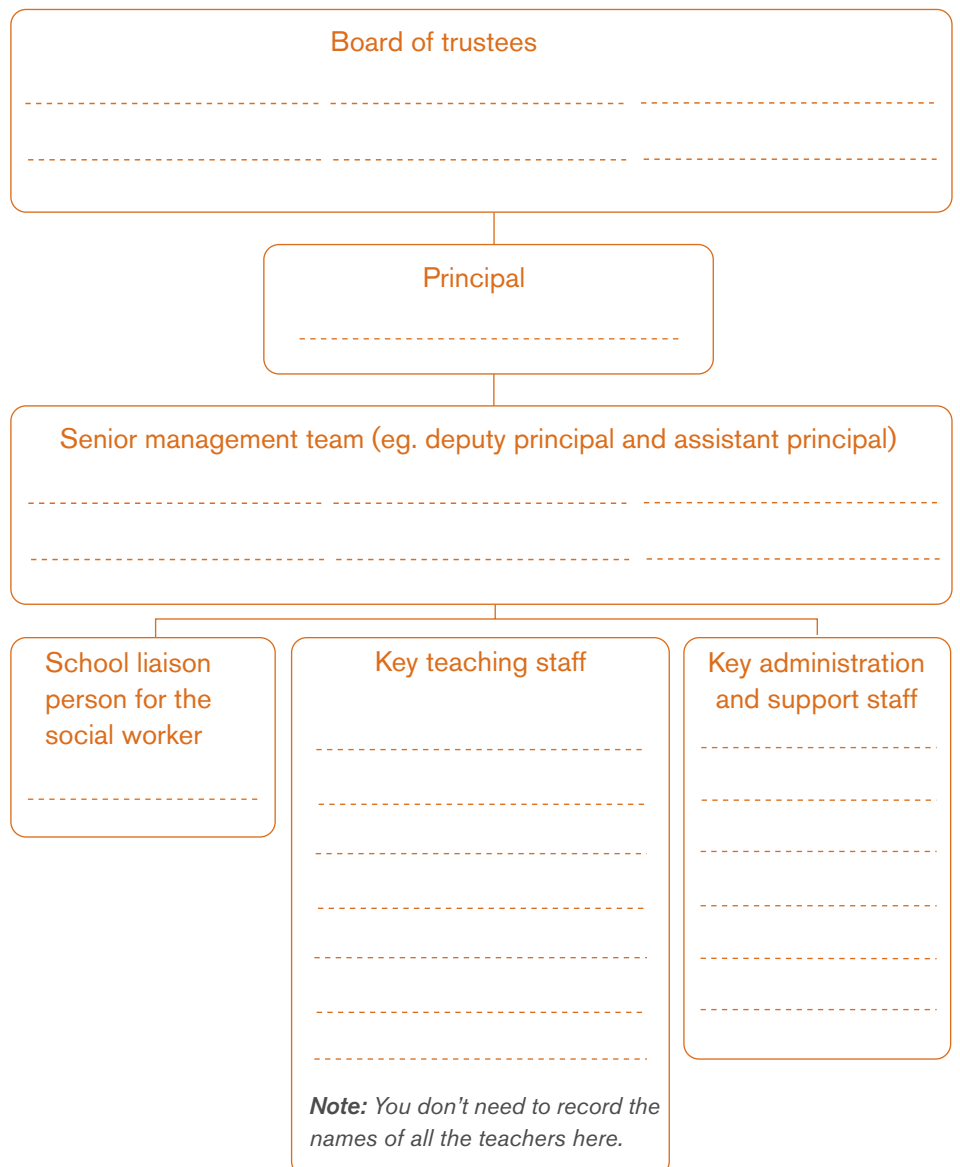 Board of trustees
Principal
Senior management team (eg. deputy principal and assistant principal)
School liaison
person for the
social worker
Key teaching staff
Note: You don't need to record the
names of all the teachers here.
Key administration
and support staff